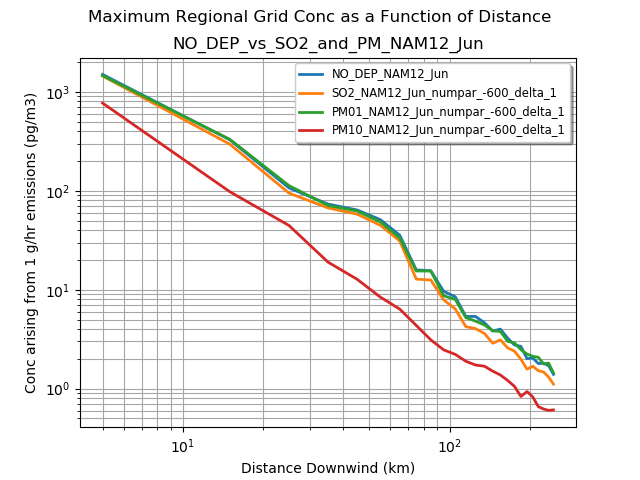 Maximum Regional Grid Conc as a Function of Distance
NO_DEP_vs_SO2_and_PM_NAM12_Jun
NO_DEP_NAM12_Jun
SO2_NAM12_Jun_numpar_-600_delta_1
PM01_NAM12_Jun_numpar_-600_delta_1
PM10_NAM12_Jun_numpar_-600_delta_1
Conc arising from 1 g/hr emissions (pg/m3)
10³
10²
10¹
10⁰
10¹ 10²
Distance Downwind (km)